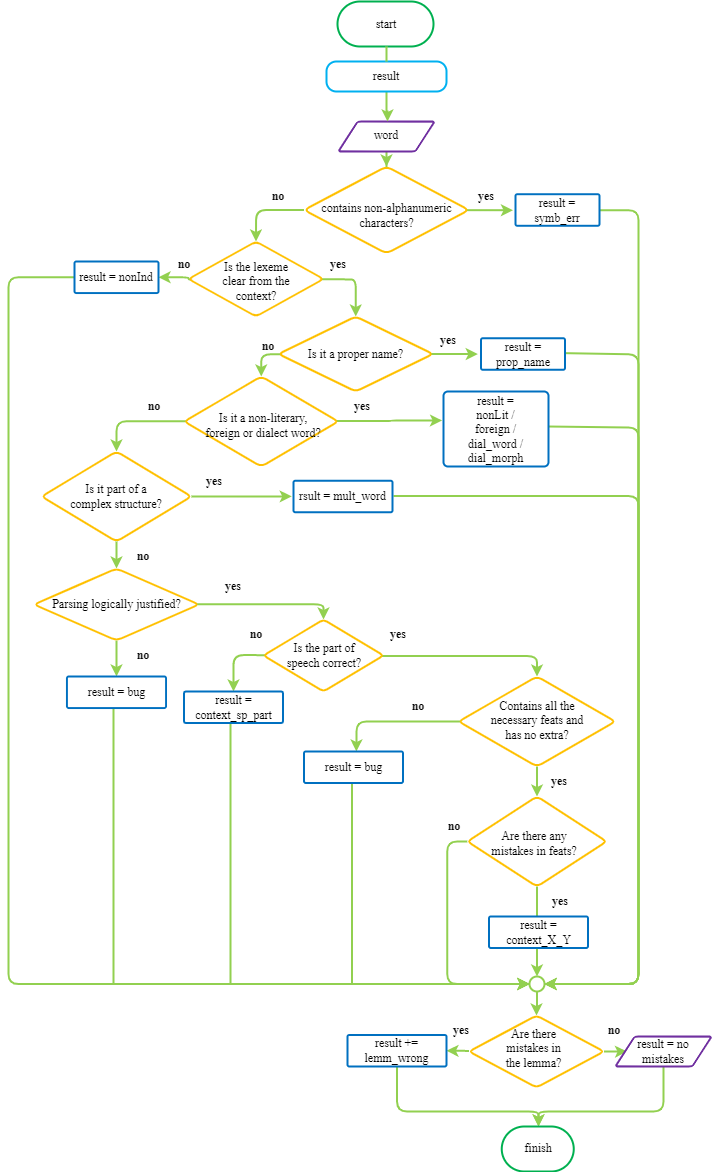 start
result
word
no
yes
contains non-alphanumeric
characters?
result =
symb_err
result = nonInd
no
Is the lexeme
clear from the
context?
yes
no
Is it a proper name?
yes
result =
prop_name
no
Is it a non-literary,
foreign or dialect word?
yes
result =
nonLit /
foreign /
dial_word /
dial_morph
Is it part of a
complex structure?
yes
rsult = mult_word
no
Parsing logically justified?
yes
no
result = bug
no
Is the part of
speech correct?
yes
result =
context_sp_part
no
Contains all the
necessary feats and
has no extra?
result = bug
yes
no
Are there any
mistakes in feats?
yes
result =
context_X_Y
result +=
lemm_wrong
yes
Are there
mistakes in
the lemma?
no
result = no
mistakes
finish